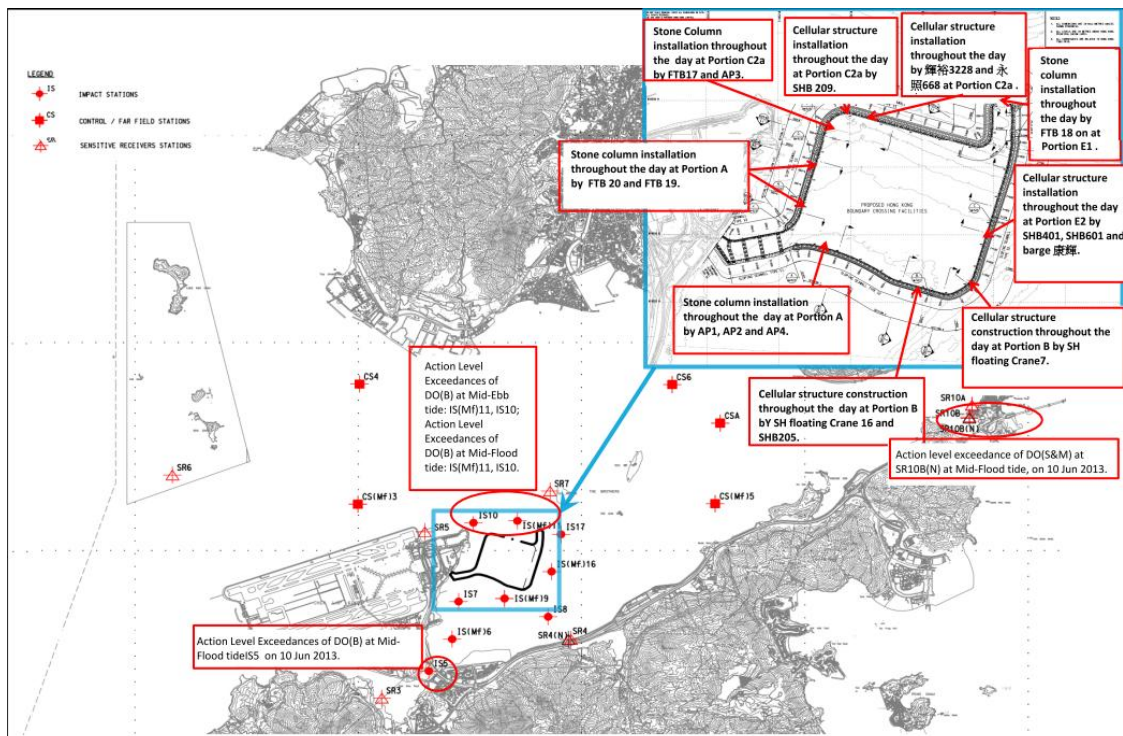 LEGEND
IS IMPACT STATIONS
CS CONTROL / FAR FIELD STATIONS
SR SENSITIVE RECEIVERS STATIONS
Stone Column
installation throughout
the day at Portion C2a
by FTB17 and AP3.
Cellular structure
installation
throughout the day
at Portion C2a by
SHB 209.
Cellular structure
installation
throughout the day
by 輝裕3228 和 永
照668 at Portion C2a .
Stone
column
installation
throughout
the day by
FTB 18 on at
Portion E1 .
Stone column installation
throughout the day at Portion A
by FTB 20 and FTB 19.
PROPOSED HONG KONG
BOUNDARY CROSSING FACILITIES
Cellular structure
installation
throughout the day
at Portion E2 by
SHB401, SHB601 and
barge 康輝.
Stone column installation
throughout the day at Portion A
by AP1, AP2 and AP4.
Cellular structure
construction throughout the
day at Portion B by SH
floating Crane7.
Cellular structure construction
throughout the day at Portion B
bY SH floating Crane 16 and
SHB205.
Action Level
Exceedances of
DO(B) at Mid-Ebb
tide: IS(Mf)11, IS10;
Action Level
Exceedances of
DO(B) at Mid-Flood
tide: IS(Mf)11, IS10.
CS4
CS6
CSA
SR10A
SR10B
SR10B(N)
Action level exceedance of DO(S&M) at
SR10B(N) at Mid-Flood tide, on 10 Jun 2013.
SR6
CS(Mf)3
SR7
THE BROTHERS
CS(Mf)5
IS10
IS(Mf)1
IS17
SR5
IS(Mf)16
IS7
IS(Mf)9
IS8
IS(Mf)6
SR4(N)
SR4
Action Level Exceedances of DO(B) at Mid-
Flood tideIS5 on 10 Jun 2013.
IS5
SR3